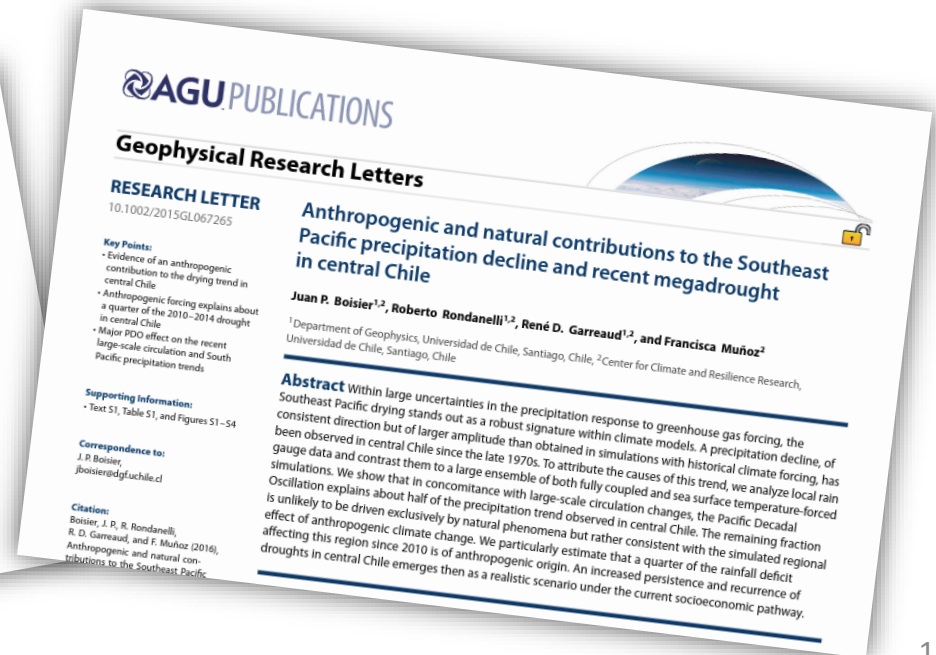 AGU PUBLICATIONS
Geophysical Research Letters
RESEARCH LETTER
10.1002/2015GL067265
Key Points:
• Evidence of an anthropogenic
contribution to the drying trend in
central Chile
• Anthropogenic forcing explains about
a quarter of the 2010–2014 drought
in central Chile
• Major PDO effect on the recent
large-scale circulation and South
Pacific precipitation trends
Supporting Information:
• Text S1, Table S1, and Figures S1–S4
Correspondence to:
J. P. Boisier,
jboisier@dgf.uchile.cl
Citation:
Boisier, J. P., R. Rondanelli,
R. D. Garreaud, and F. Muñoz (2016),
Anthropogenic and natural con-
tributions to the Southeast Pacific
Anthropogenic and natural contributions to the Southeast
Pacific precipitation decline and recent megadrought
in central Chile
Juan P. Boisier1,2, Roberto Rondanelli1,2, René D. Garreaud1,2, and Francisca Muñoz2
1Department of Geophysics, Universidad de Chile, Santiago, Chile, 2Center for Climate and Resilience Research,
Universidad de Chile, Santiago, Chile
Abstract Within large uncertainties in the precipitation response to greenhouse gas forcing, the
Southeast Pacific drying stands out as a robust signature within climate models. A precipitation decline, of
consistent direction but of larger amplitude than obtained in simulations with historical climate forcing, has
been observed in central Chile since the late 1970s. To attribute the causes of this trend, we analyze local rain
gauge data and contrast them to a large ensemble of both fully coupled and sea surface temperature-forced
simulations. We show that in concomitance with large-scale circulation changes, the Pacific Decadal
Oscillation explains about half of the precipitation trend observed in central Chile. The remaining fraction
is unlikely to be driven exclusively by natural phenomena but rather consistent with the simulated regional
effect of anthropogenic climate change. We particularly estimate that a quarter of the rainfall deficit
affecting this region since 2010 is of anthropogenic origin. An increased persistence and recurrence of
droughts in central Chile emerges then as a realistic scenario under the current socioeconomic pathway.
1